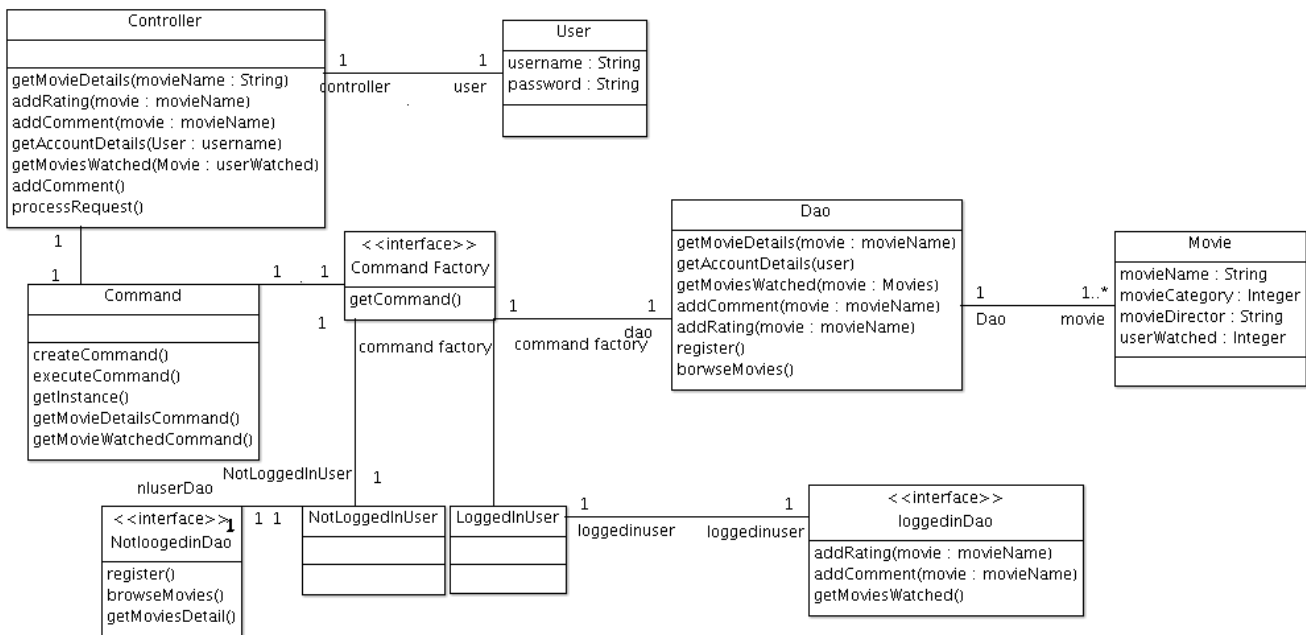 Controller
getMovieDetails(movieName : String)
addRating(movie : movieName)
addComment(movie : movieName)
getAccountDetails(User : username)
getMoviesWatched(Movie : userWatched)
addComment()
processRequest()
1
1
controller
user
User
username : String
password : String
1
1
Command
createCommand()
executeCommand()
getInstance()
getMovieDetailsCommand()
getMovieWatchedCommand()
1
1
<<interface>>
Command Factory
getCommand()
1
command factory
1
1
command factory
dao
Dao
getMovieDetails(movie : movieName)
getAccountDetails(user)
getMoviesWatched(movie : Movies)
addComment(movie : movieName)
addRating(movie : movieName)
register()
borwseMovies()
1
1..*
Dao
movie
Movie
movieName : String
movieCategory : Integer
movieDirector : String
userWatched : Integer
NotLoggedInUser
1
nluserDao
<<interface>>
NotloogedinDao
register()
browseMovies()
getMoviesDetail()
1
1
1
NotLoggedInUser
LoggedInUser
1
1
loggedinuser
loggedinuser
<<interface>>
loggedinDao
addRating(movie : movieName)
addComment(movie : movieName)
getMoviesWatched()